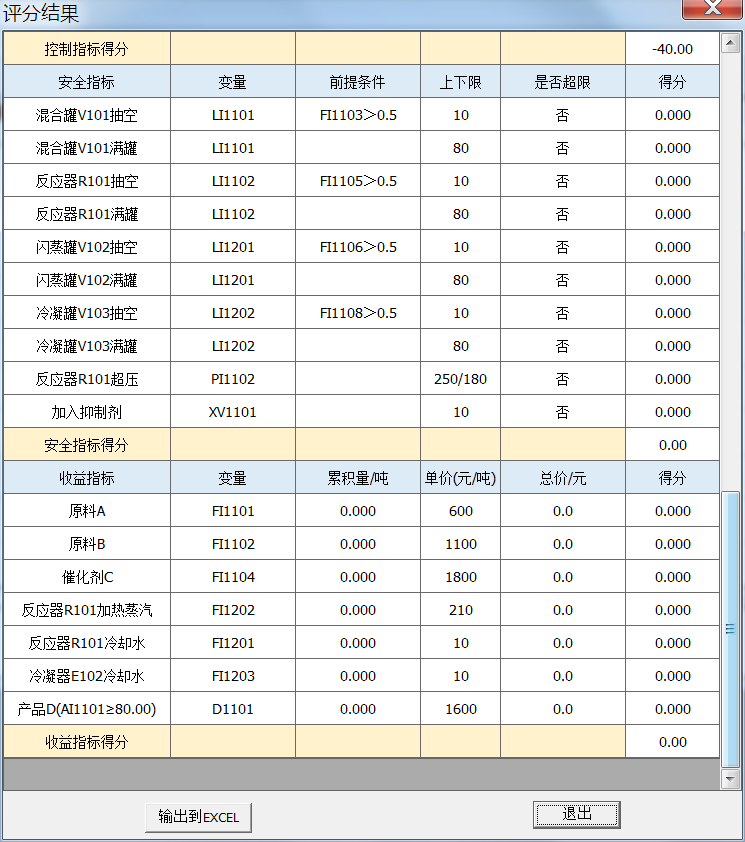 评分结果
控制指标得分 -40.00
安全指标 变量 前提条件 上下限 是否超限 得分
混合罐V101抽空 LI1101 FI1103＞0.5 10 否 0.000
混合罐V101满罐 LI1101 80 否 0.000
反应器R101抽空 LI1102 FI1105＞0.5 10 否 0.000
反应器R101满罐 LI1102 80 否 0.000
闪蒸罐V102抽空 LI1201 FI1106＞0.5 10 否 0.000
闪蒸罐V102满罐 LI1201 80 否 0.000
冷凝罐V103抽空 LI1202 FI1108＞0.5 10 否 0.000
冷凝罐V103满罐 LI1202 80 否 0.000
反应器R101超压 PI1102 250/180 否 0.000
加入抑制剂 XV1101 10 否 0.000
安全指标得分 0.00
收益指标 变量 累积量/吨 单价(元/吨) 总价/元 得分
原料A FI1101 0.000 600 0.0 0.000
原料B FI1102 0.000 1100 0.0 0.000
催化剂C FI1104 0.000 1800 0.0 0.000
反应器R101加热蒸汽 FI1202 0.000 210 0.0 0.000
反应器R101冷却水 FI1201 0.000 10 0.0 0.000
冷凝器E102冷却水 FI1203 0.000 10 0.0 0.000
产品D(AI1101≥80.00) D1101 0.000 1600 0.0 0.000
收益指标得分 0.00
输出到EXCEL 退出